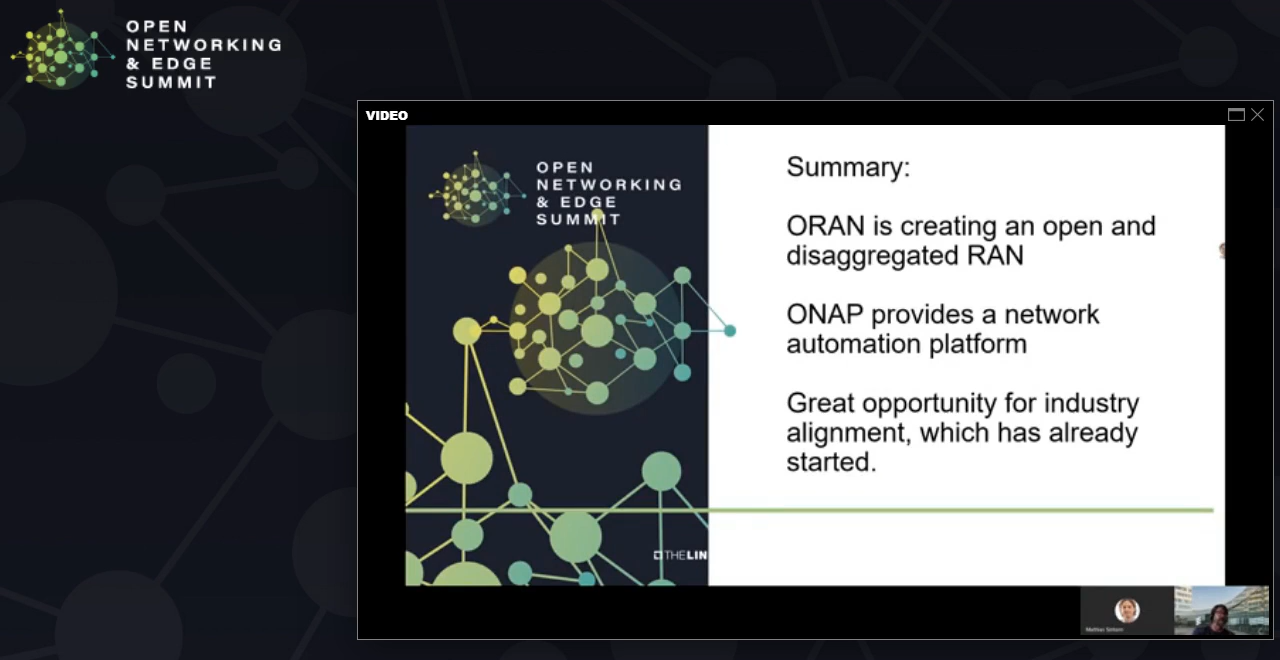 OPEN
NETWORKING
& EDGE
SUMMIT
VIDEO
OPEN
NETWORKING
& EDGE
SUMMIT
Summary:
ORAN is creating an open and
disaggregated RAN
ONAP provides a network
automation platform
Great opportunity for industry
alignment, which has already
started.
THELIN